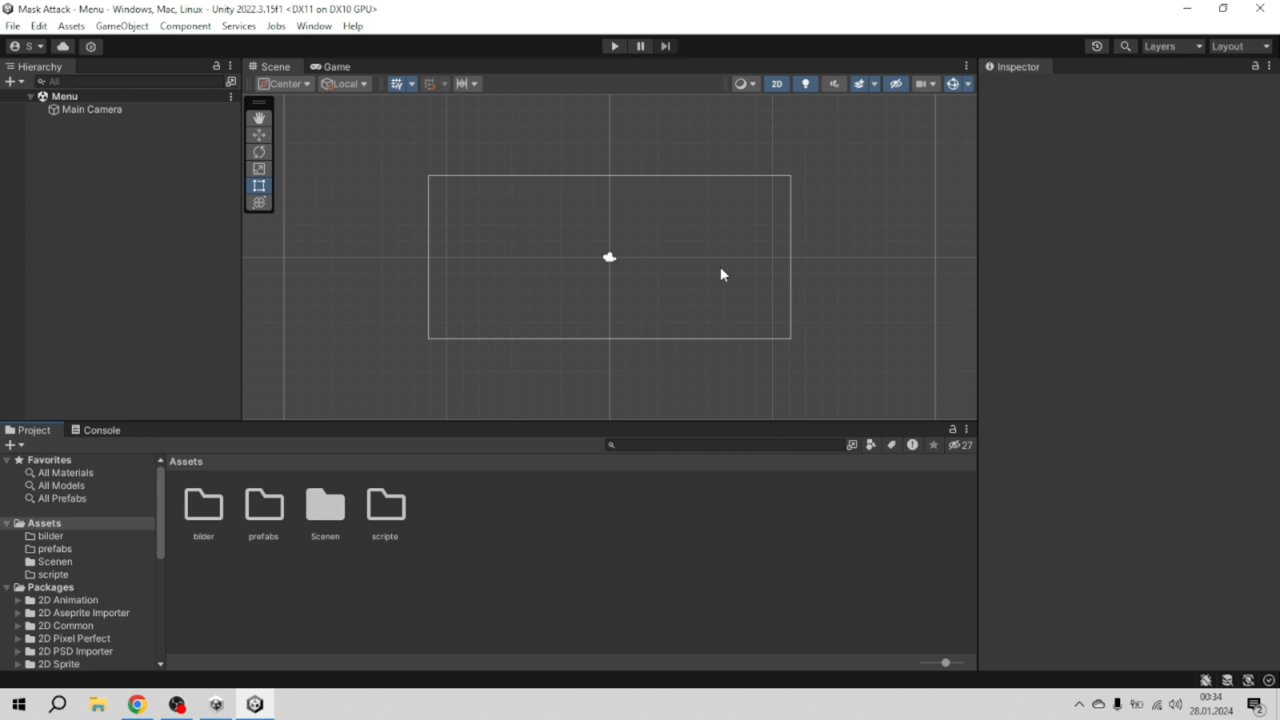 Mask Attack - Menu - Windows, Mac, Linux - Unity 2022.3.15f1 <DX11 on DX10 GPU>
File Edit Assets GameObject Component Services Jobs Window Help
S Layers Layout
Hierarchy Scene Game Inspector
All Center Local 2D
Menu
Main Camera
Project Console
27
Favorites Assets
All Materials
All Models
All Prefabs
Assets
bilder prefabs Scenen scripte
bilder
prefabs
Scenen
scripte
Packages
2D Animation
2D Aseprite Importer
2D Common
2D Pixel Perfect
2D PSD Importer
2D Sprite
00:34
28.01.2024
2